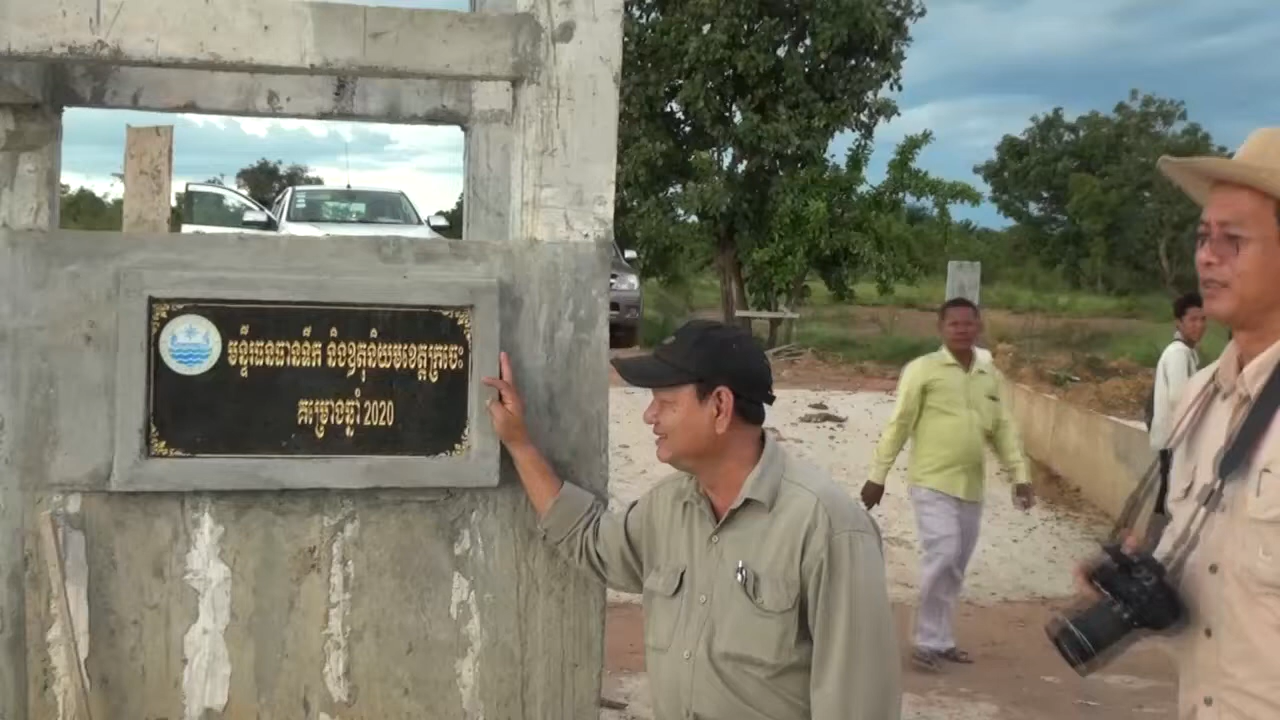 មន្ទីរធនធានទឹក និងឧតុនិយមខេត្តក្រចេះ
គម្រោងឆ្នាំ 2020